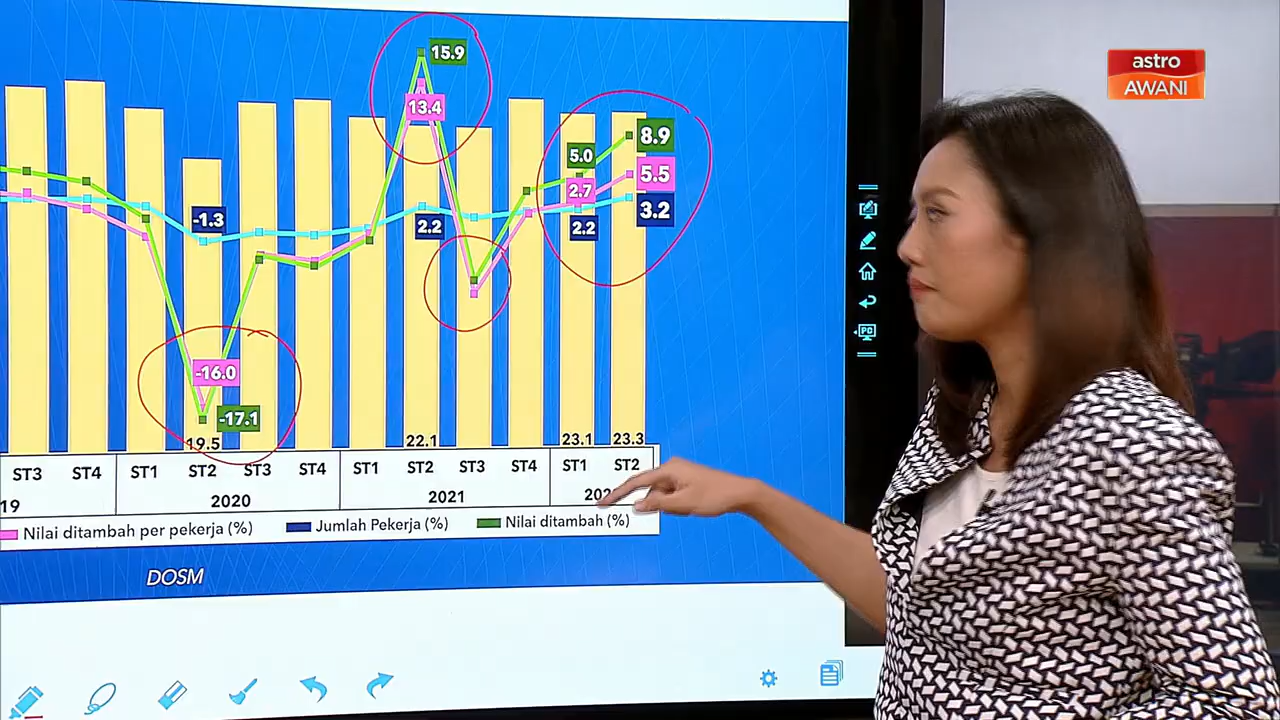 astro
AWANI
15.9
13.4
8.9
5.0
5.5
2.7
3.2
-1.3
2.2
2.2
-16.0
-17.1
19.5
22.1
23.1
23.3
ST3 ST4 ST1 ST2 ST3 ST4 ST1 ST2 ST3 ST4 ST1 ST2
19 2020 2021
Nilai ditambah per pekerja (%) Jumlah Pekerja (%) Nilai ditambah (%)
DOSM
PC